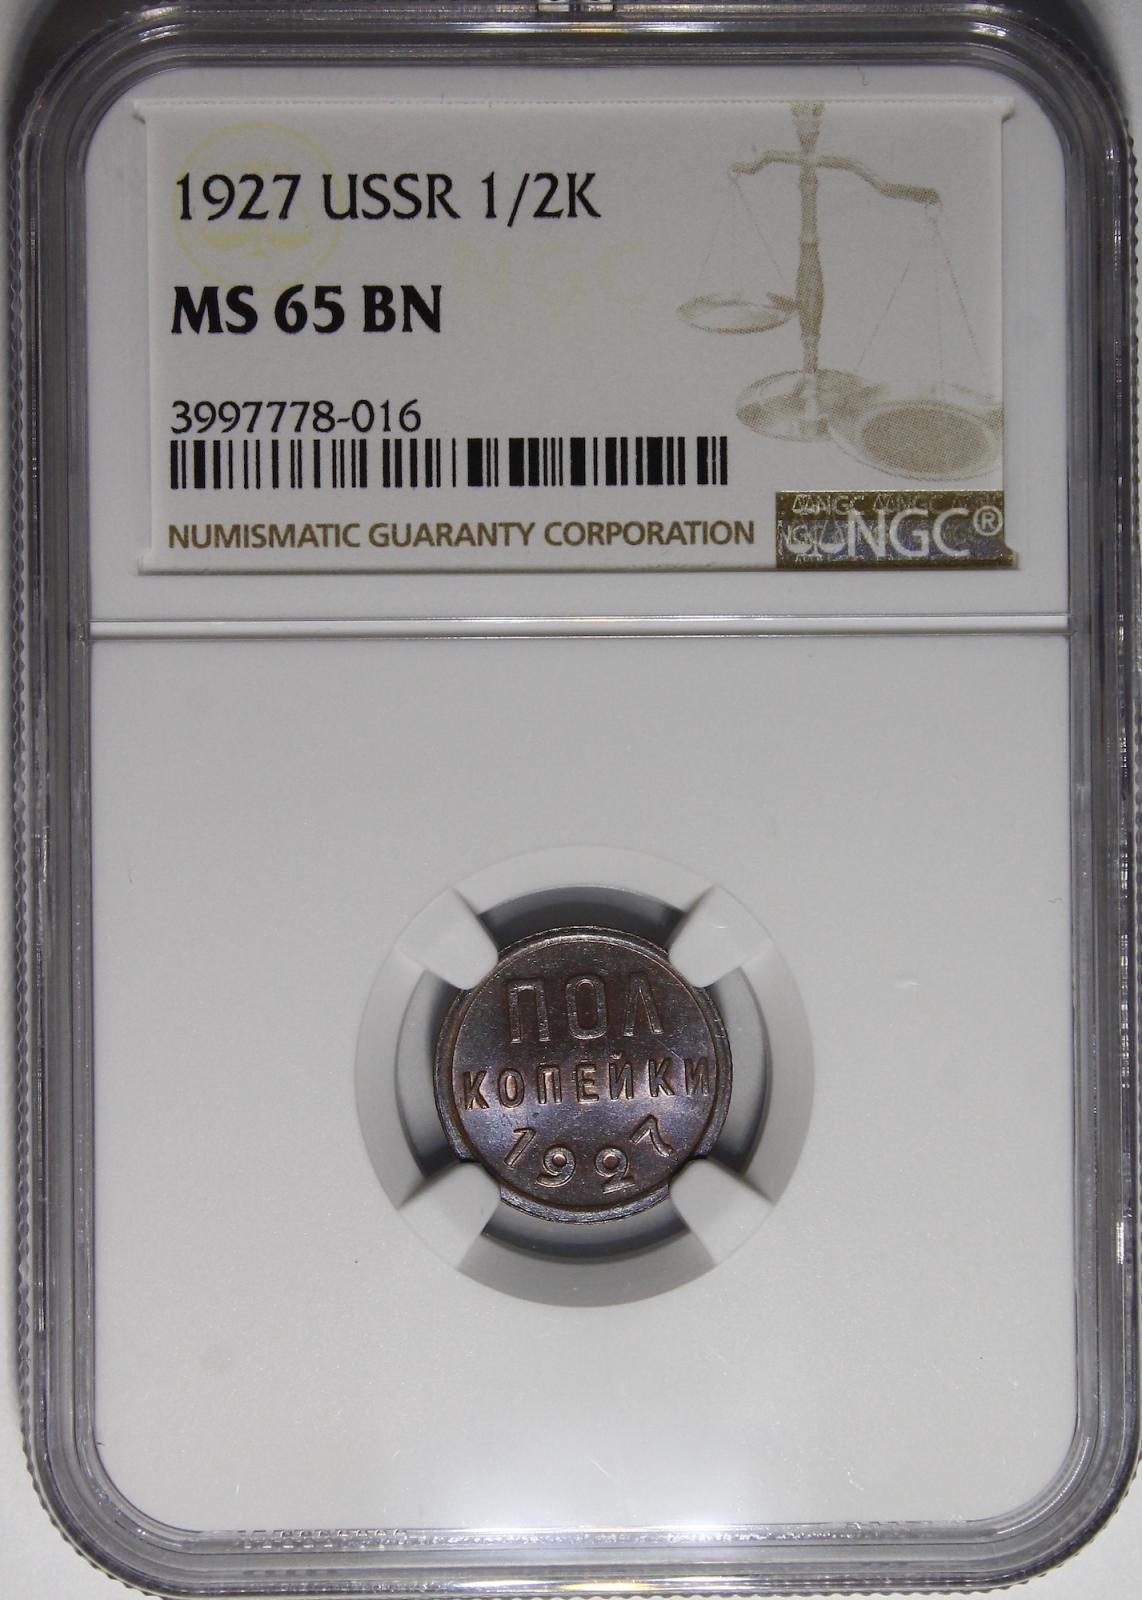 1927 USSR 1/2K
MS 65 BN
3997778-016
NUMISMATIC GUARANTY CORPORATION
NGC®
ПОЛ
КОПЕЙКИ
1927